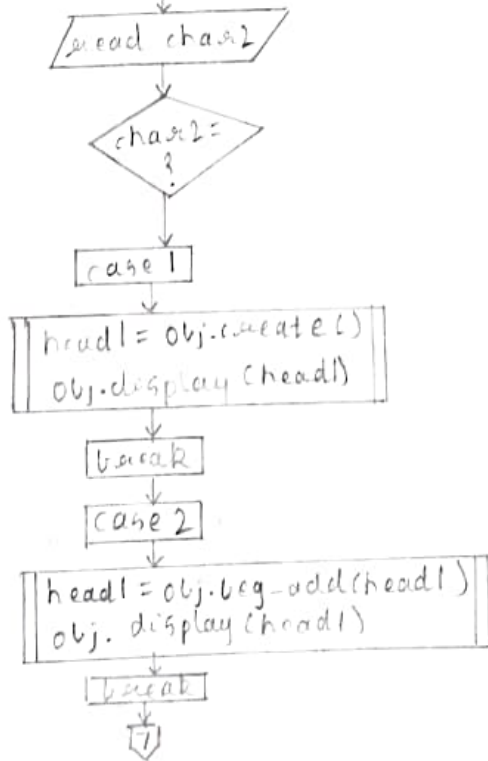 read char2
char2=
?
case 1
head1 = obj.create()
obj.display(head1)
break
case 2
head1 = obj.beg_add(head1)
obj. display(head1)
break
7